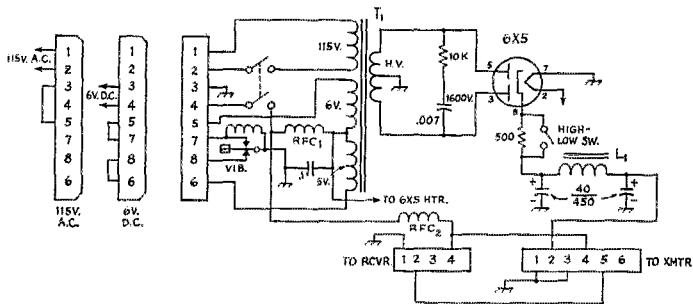 T1
115V. A.C.
6V. D.C.
1
2
3
4
5
7
8
6
115V. A.C.
1
2
3
4
5
7
8
6
6V. D.C.
1
2
3
4
5
7
8
6
115V.
6V.
6V.
H.V.
10K
1600V.
.007
6X5
5
3
7
2
8
500
HIGH-
LOW SW.
L1
+
-
40
450
+
-
RFC1
VIB.
.1
TO 6X5 HTR.
RFC2
TO RCVR.
1 2 3 4
1 2 3 4 5 6
TO XMTR.